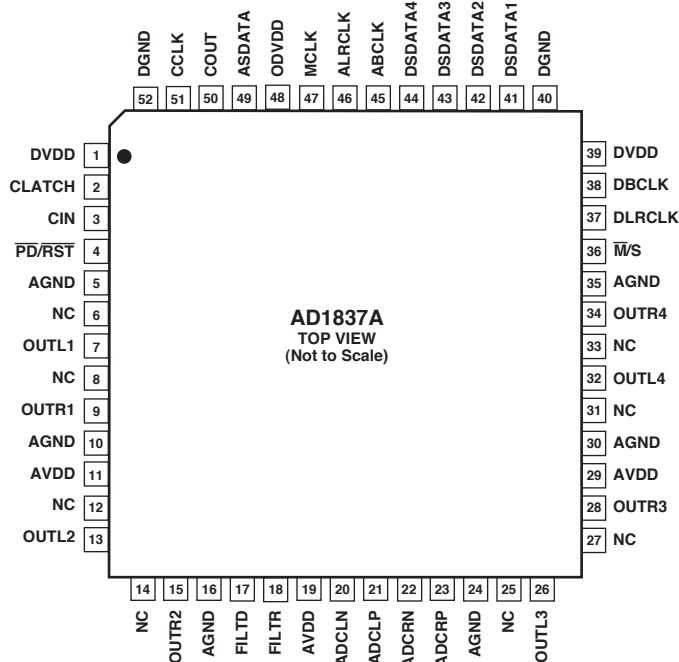 DGND CCLK COUT ASDATA ODVDD MCLK ALRCLK ABCLK DSDATA4 DSDATA3 DSDATA2 DSDATA1 DGND
52 51 50 49 48 47 46 45 44 43 42 41 40
DVDD 1 39 DVDD
CLATCH 2 38 DBCLK
CIN 3 37 DLRCLK
PD/RST 4 36 M/S
AGND 5 35 AGND
NC 6 34 OUTR4
OUTL1 7 33 NC
NC 8 32 OUTL4
OUTR1 9 31 NC
AGND 10 30 AGND
AVDD 11 29 AVDD
NC 12 28 OUTR3
OUTL2 13 27 NC
AD1837A
TOP VIEW
(Not to Scale)
14 15 16 17 18 19 20 21 22 23 24 25 26
NC OUTR2 AGND FILTD FILTR AVDD ADCLN ADCLP ADCRN ADCRP AGND NC OUTL3